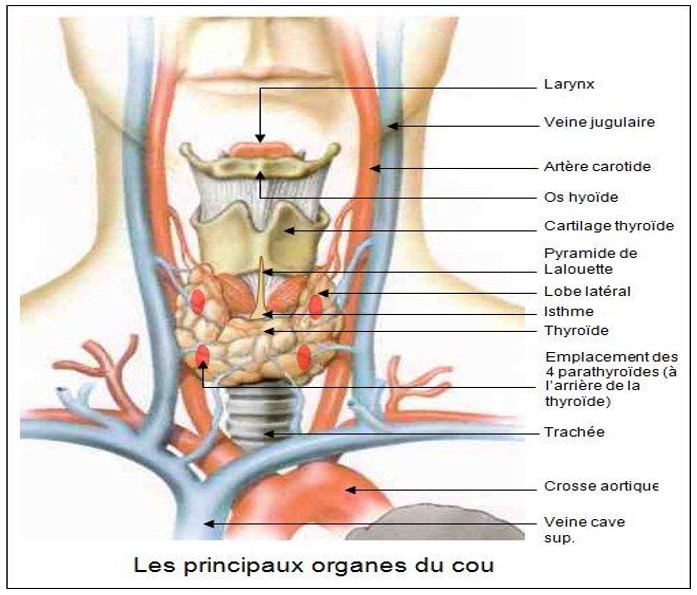 Larynx
Veine jugulaire
Artère carotide
Os hyoïde
Cartilage thyroïde
Pyramide de
Lalouette
Lobe latéral
Isthme
Thyroïde
Emplacement des
4 parathyroïdes (à
l'arrière de la
thyroïde)
Trachée
Crosse aortique
Veine cave
sup.
Les principaux organes du cou